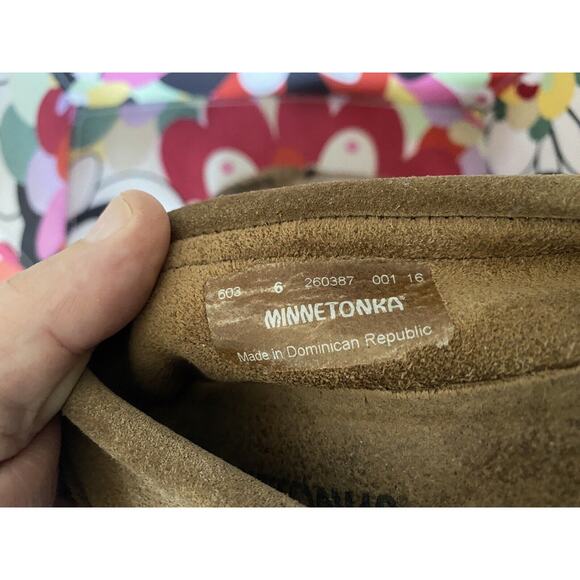 603 6 260387 001 16
MINNETONKA
Made in Dominican Republic